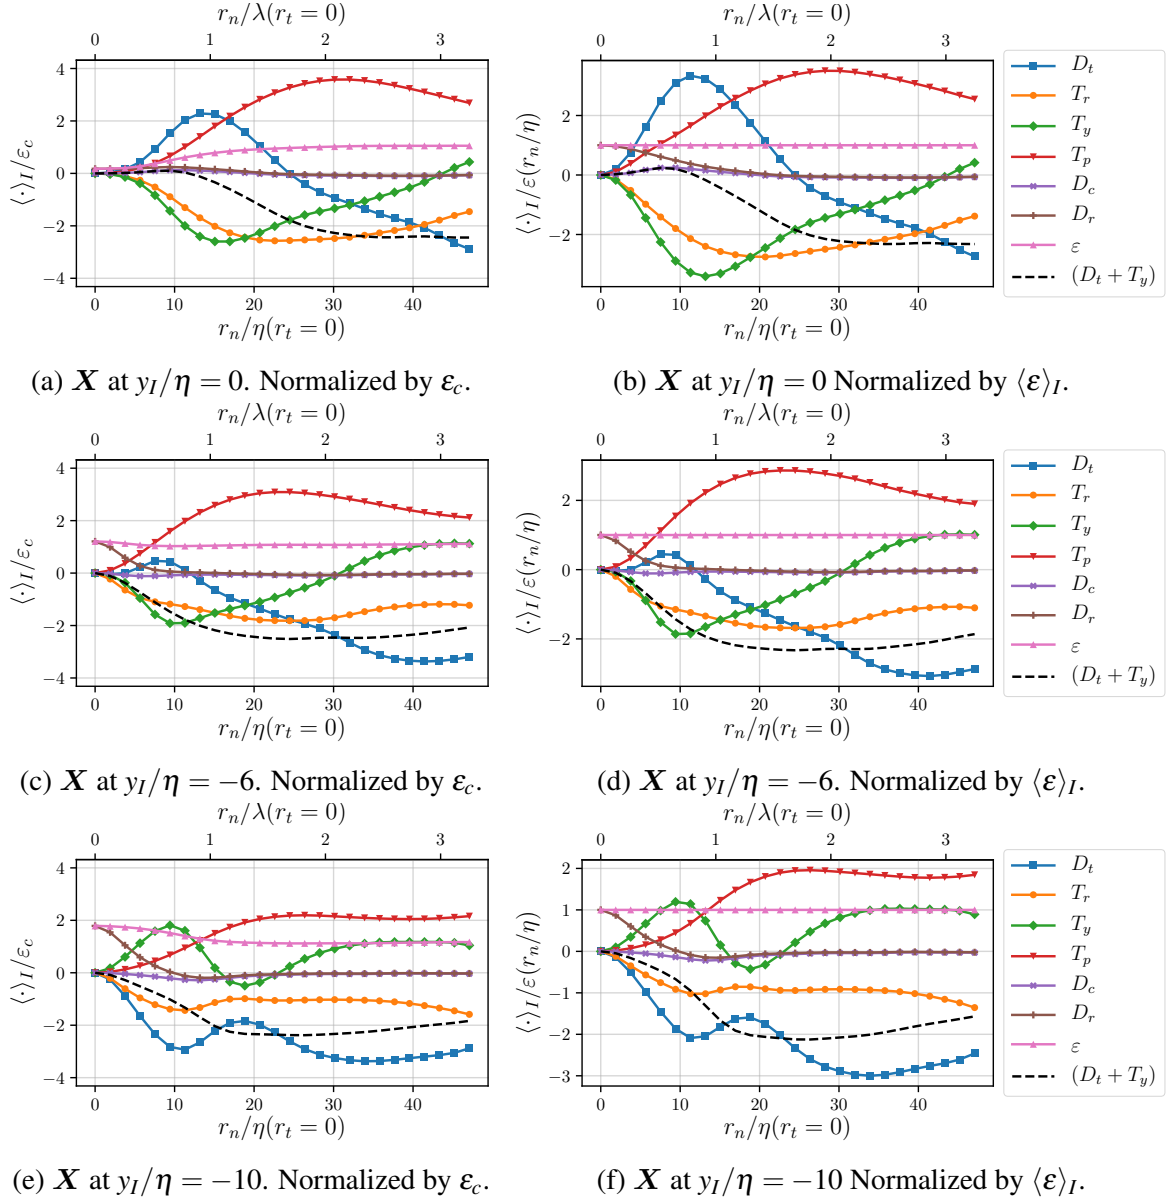 r_n/λ(r_t = 0)
r_n/λ(r_t = 0)
0 1 2 3
0 1 2 3
4
2
0
−2
−4
⟨·⟩_I/ε_c
2
0
−2
⟨·⟩_I/ε(r_n/η)
D_t
T_r
T_y
T_p
D_c
D_r
ε
(D_t + T_y)
0 10 20 30 40
0 10 20 30 40
r_n/η(r_t = 0)
r_n/η(r_t = 0)
(a) X at y_I/η = 0. Normalized by ε_c.
(b) X at y_I/η = 0 Normalized by ⟨ε⟩_I.
r_n/λ(r_t = 0)
r_n/λ(r_t = 0)
0 1 2 3
0 1 2 3
4
2
0
−2
−4
⟨·⟩_I/ε_c
2
0
−2
⟨·⟩_I/ε(r_n/η)
D_t
T_r
T_y
T_p
D_c
D_r
ε
(D_t + T_y)
0 10 20 30 40
0 10 20 30 40
r_n/η(r_t = 0)
r_n/η(r_t = 0)
(c) X at y_I/η = −6. Normalized by ε_c.
(d) X at y_I/η = −6. Normalized by ⟨ε⟩_I.
r_n/λ(r_t = 0)
r_n/λ(r_t = 0)
0 1 2 3
0 1 2 3
4
2
0
−2
−4
⟨·⟩_I/ε_c
2
1
0
−1
−2
−3
⟨·⟩_I/ε(r_n/η)
D_t
T_r
T_y
T_p
D_c
D_r
ε
(D_t + T_y)
0 10 20 30 40
0 10 20 30 40
r_n/η(r_t = 0)
r_n/η(r_t = 0)
(e) X at y_I/η = −10. Normalized by ε_c.
(f) X at y_I/η = −10 Normalized by ⟨ε⟩_I.